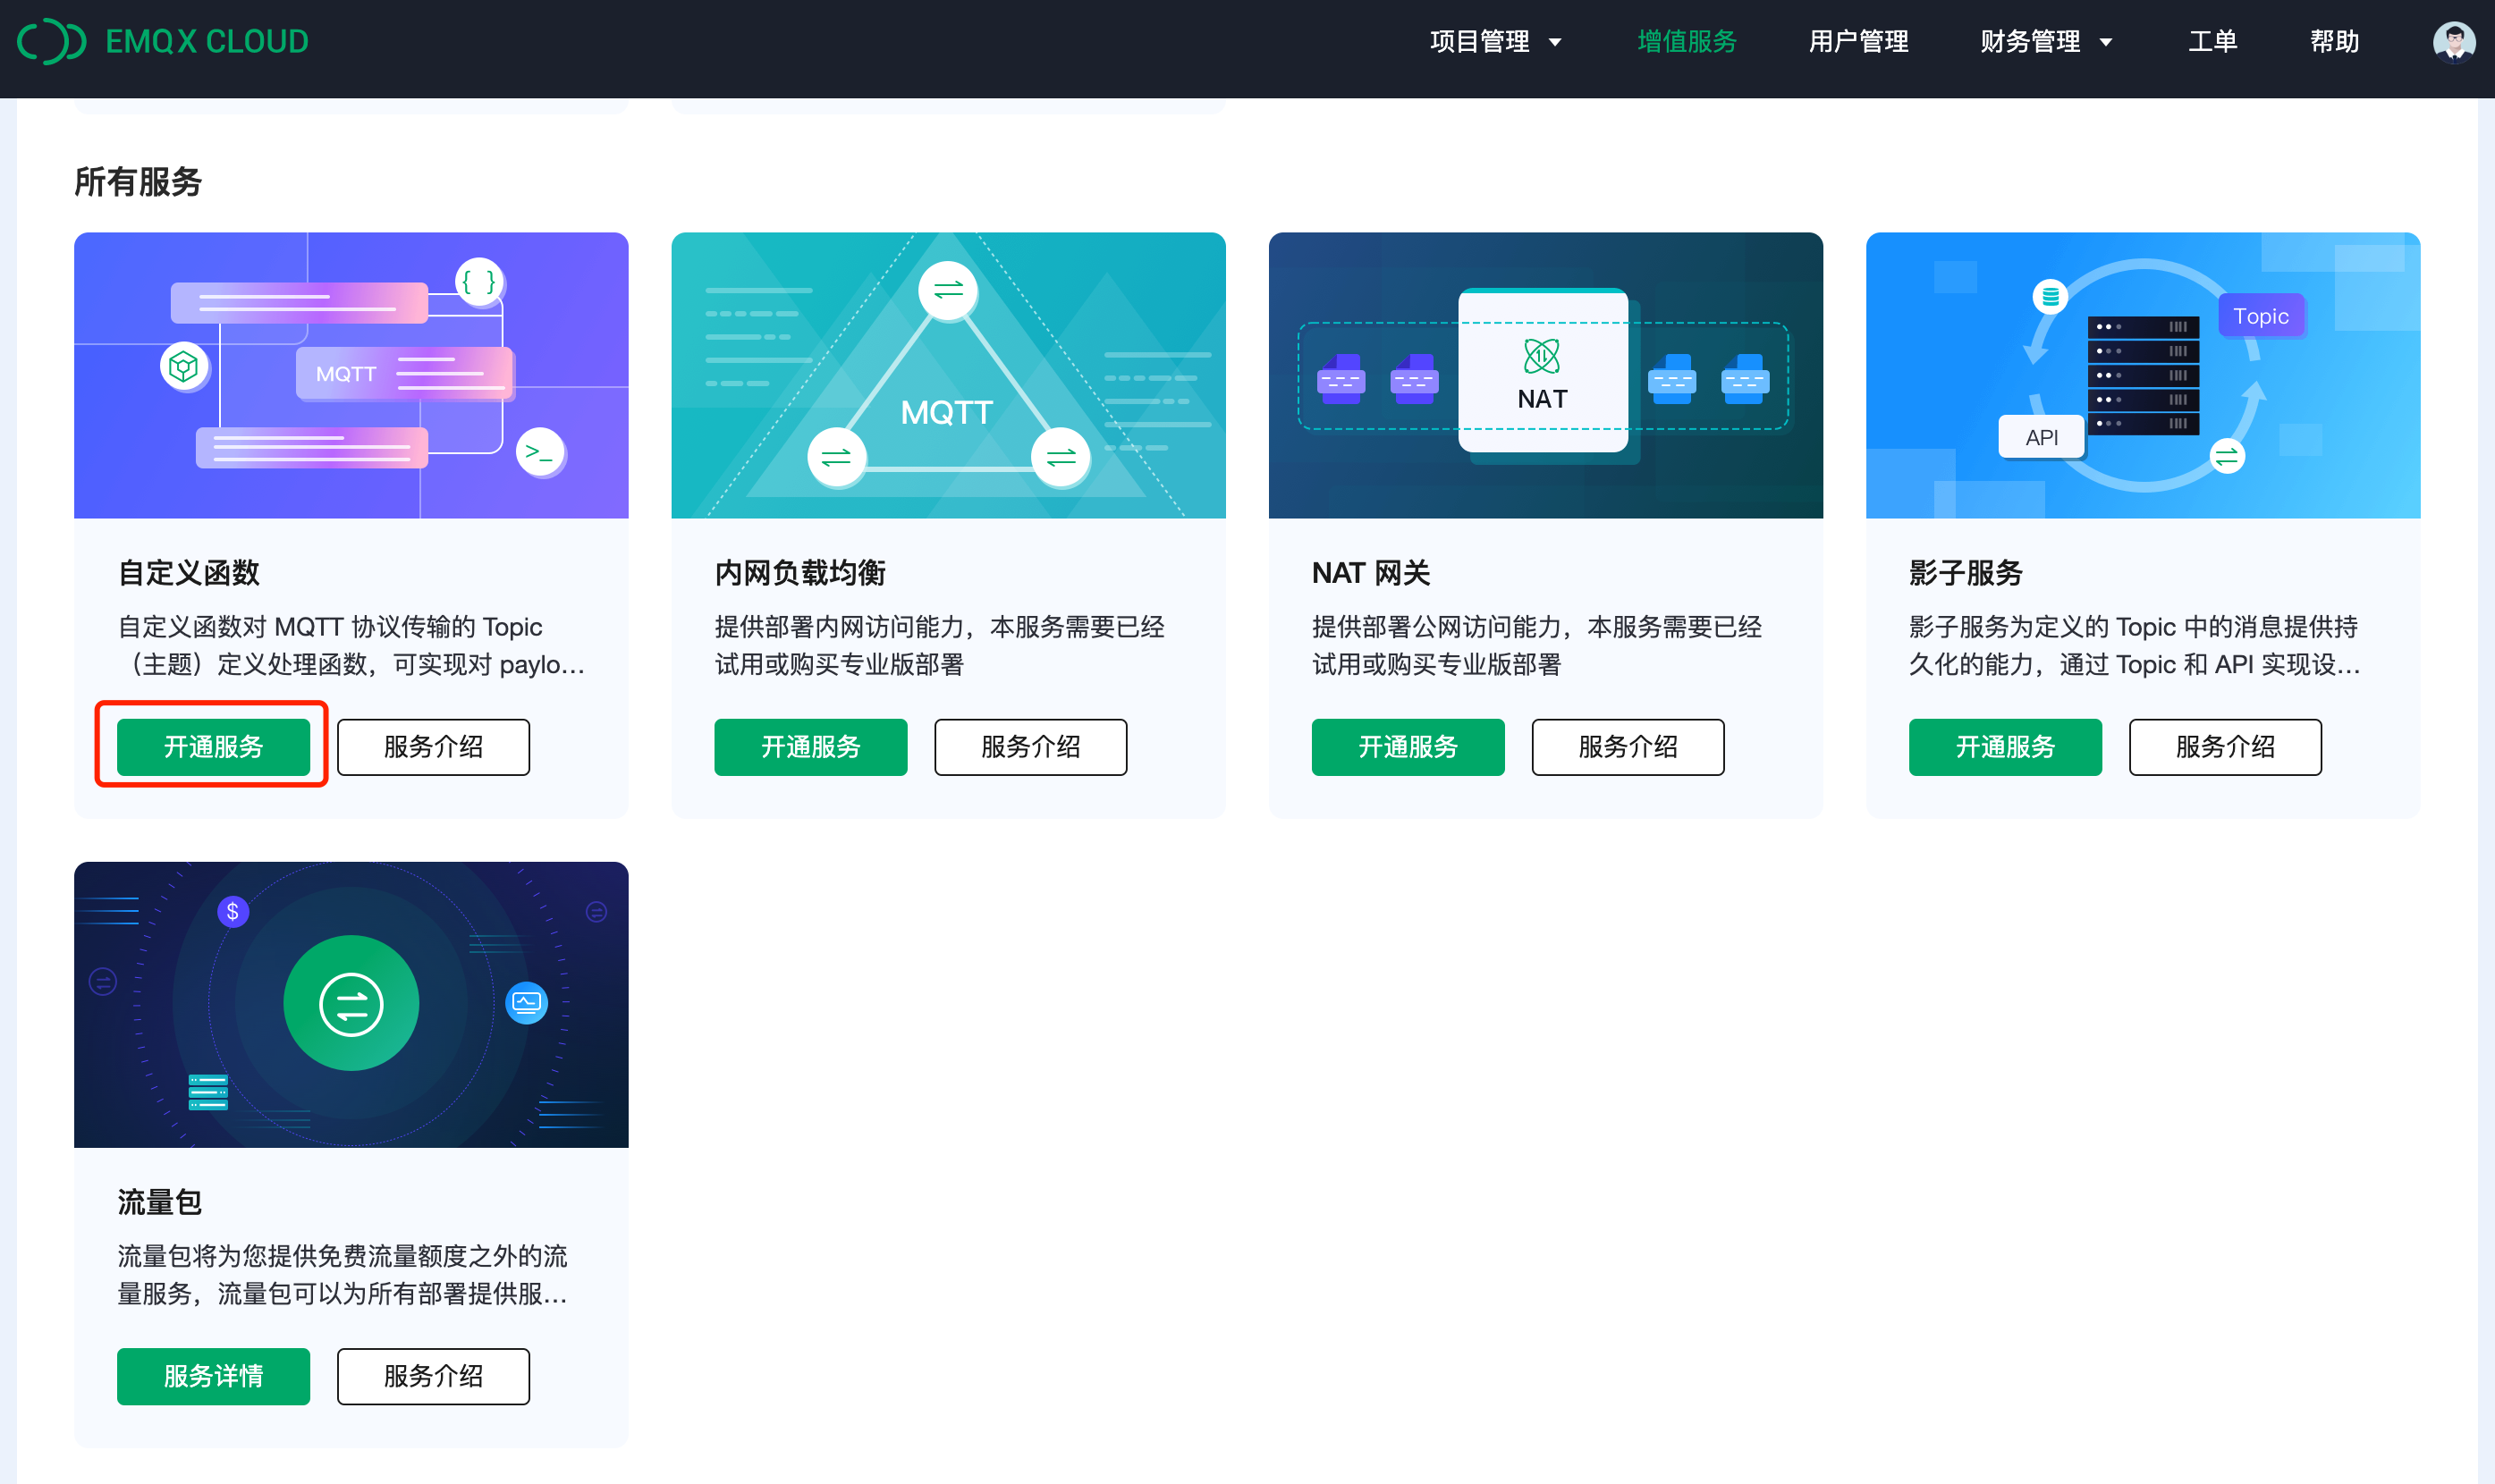 EMQX CLOUD
项目管理
增值服务
用户管理
财务管理
工单
帮助
所有服务
{ }
MQTT
>_
自定义函数
自定义函数对 MQTT 协议传输的 Topic
（主题）定义处理函数，可实现对 paylo...
开通服务
服务介绍
MQTT
内网负载均衡
提供部署内网访问能力，本服务需要已经
试用或购买专业版部署
开通服务
服务介绍
NAT
NAT 网关
提供部署公网访问能力，本服务需要已经
试用或购买专业版部署
开通服务
服务介绍
Topic
API
影子服务
影子服务为定义的 Topic 中的消息提供持
久化的能力，通过 Topic 和 API 实现设...
开通服务
服务介绍
$
流量包
流量包将为您提供免费流量额度之外的流
量服务，流量包可以为所有部署提供服...
服务详情
服务介绍